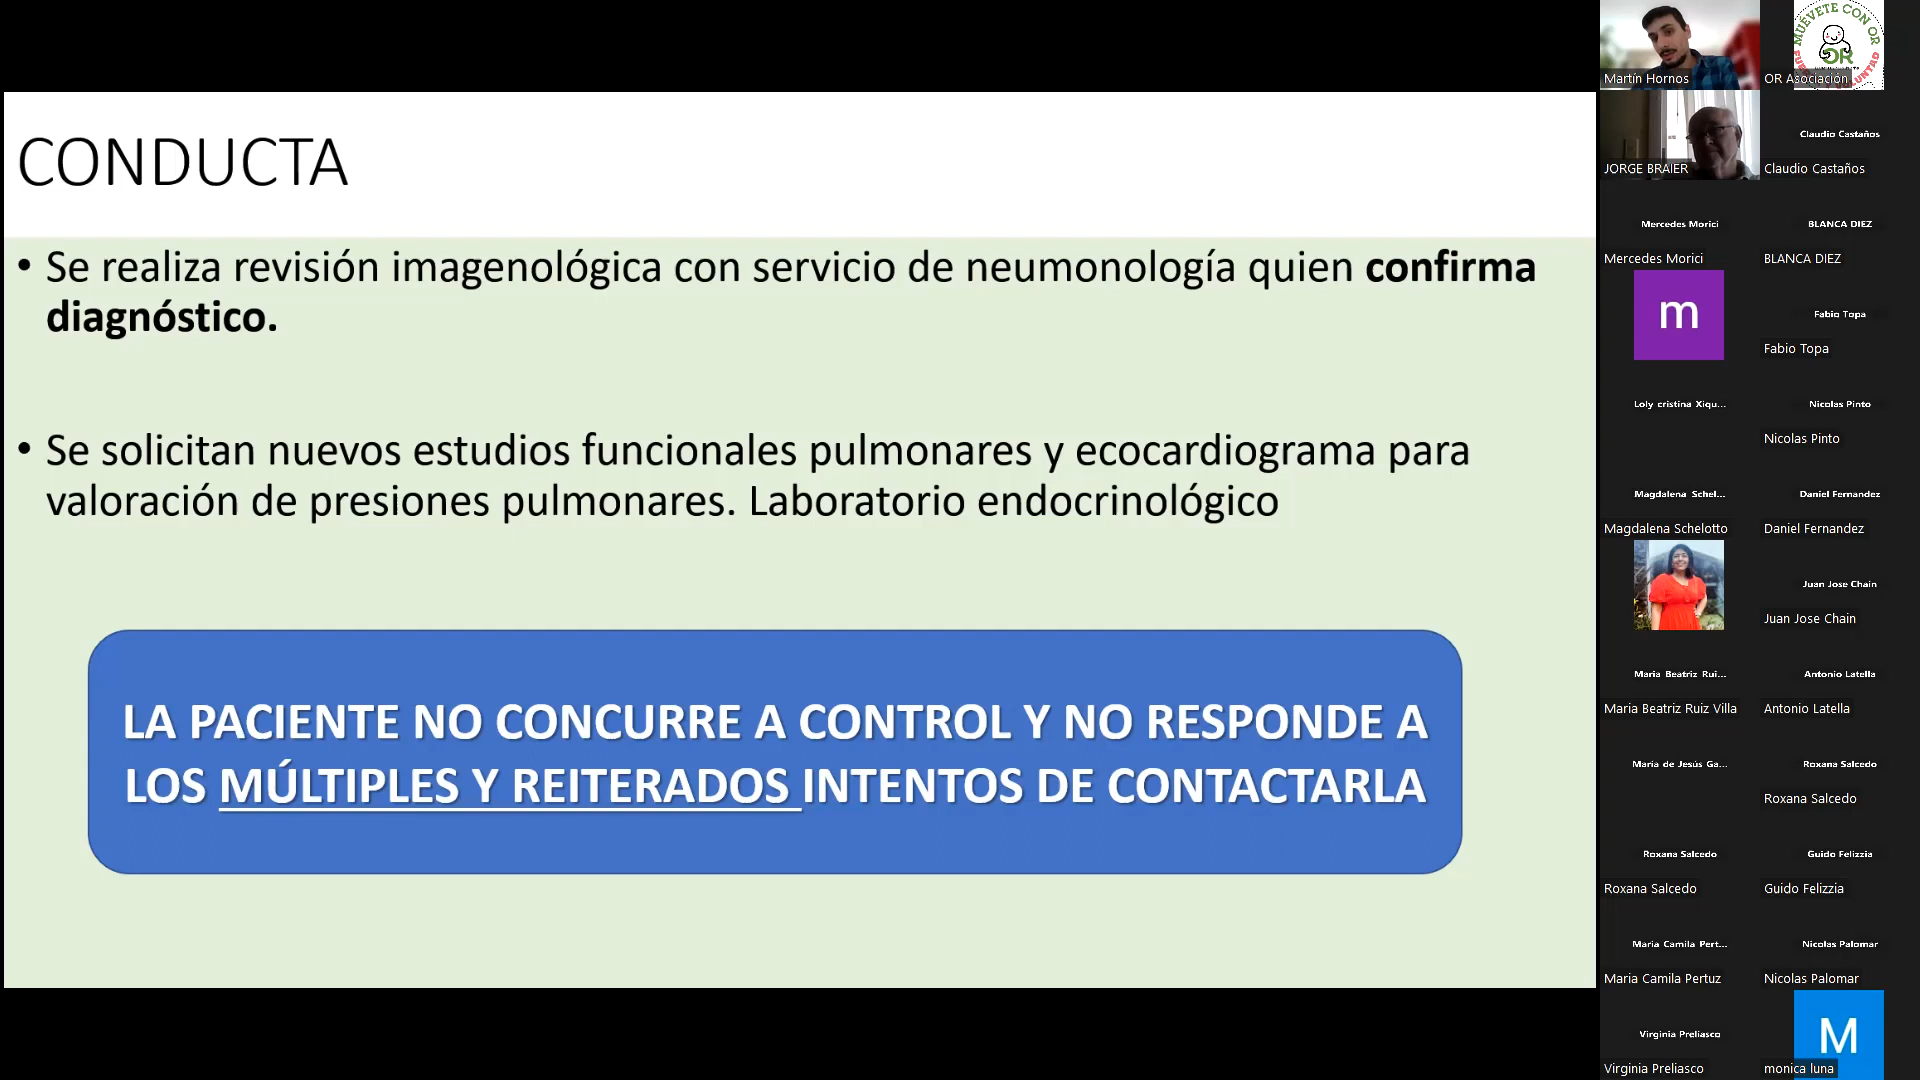 CONDUCTA
• Se realiza revisión imagenológica con servicio de neumonología quien confirma
diagnóstico.
• Se solicitan nuevos estudios funcionales pulmonares y ecocardiograma para
valoración de presiones pulmonares. Laboratorio endocrinológico
LA PACIENTE NO CONCURRE A CONTROL Y NO RESPONDE A
LOS MÚLTIPLES Y REITERADOS INTENTOS DE CONTACTARLA
Martín Hornos
MUÉVETE CON OR
OR
OR Asociación
JORGE BRAIER
Claudio Castaños
Claudio Castaños
Mercedes Morici
Mercedes Morici
BLANCA DIEZ
BLANCA DIEZ
m
Fabio Topa
Fabio Topa
Loly cristina Xiqu...
Nicolas Pinto
Nicolas Pinto
Magdalena Schel...
Magdalena Schelotto
Daniel Fernandez
Daniel Fernandez
Juan Jose Chain
Juan Jose Chain
Maria Beatriz Rui...
Maria Beatriz Ruiz Villa
Antonio Latella
Antonio Latella
María de Jesús Ga...
Roxana Salcedo
Roxana Salcedo
Roxana Salcedo
Roxana Salcedo
Guido Felizzia
Guido Felizzia
Maria Camila Pert...
Maria Camila Pertuz
Nicolas Palomar
Nicolas Palomar
Virginia Preliasco
Virginia Preliasco
M
monica luna